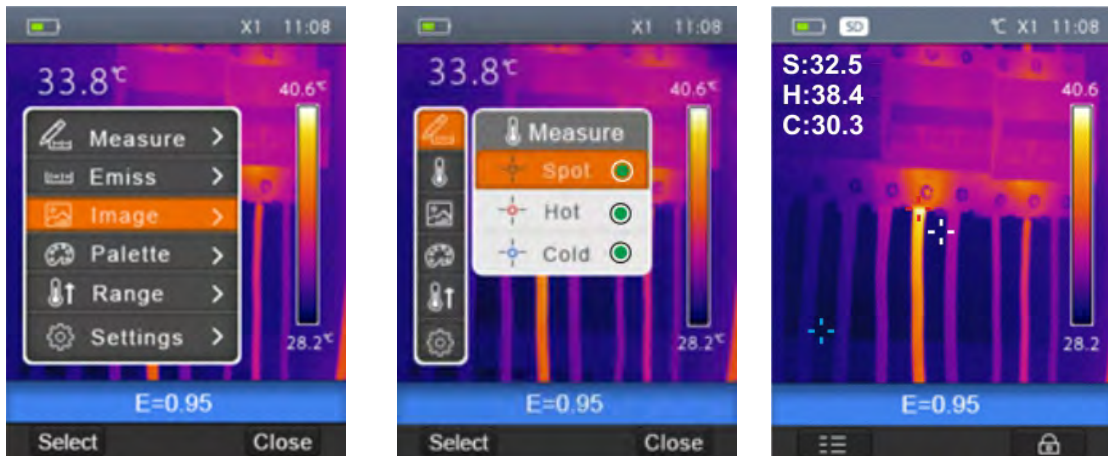 X1 11:08
33.8℃
40.6℃
Measure >
Emiss >
Image >
Palette >
Range >
Settings >
28.2℃
E=0.95
Select Close
X1 11:08
33.8℃
40.6℃
Measure
Spot
Hot
Cold
28.2℃
E=0.95
Select Close
SD ℃ X1 11:08
S:32.5
H:38.4
C:30.3
40.6
28.2
E=0.95